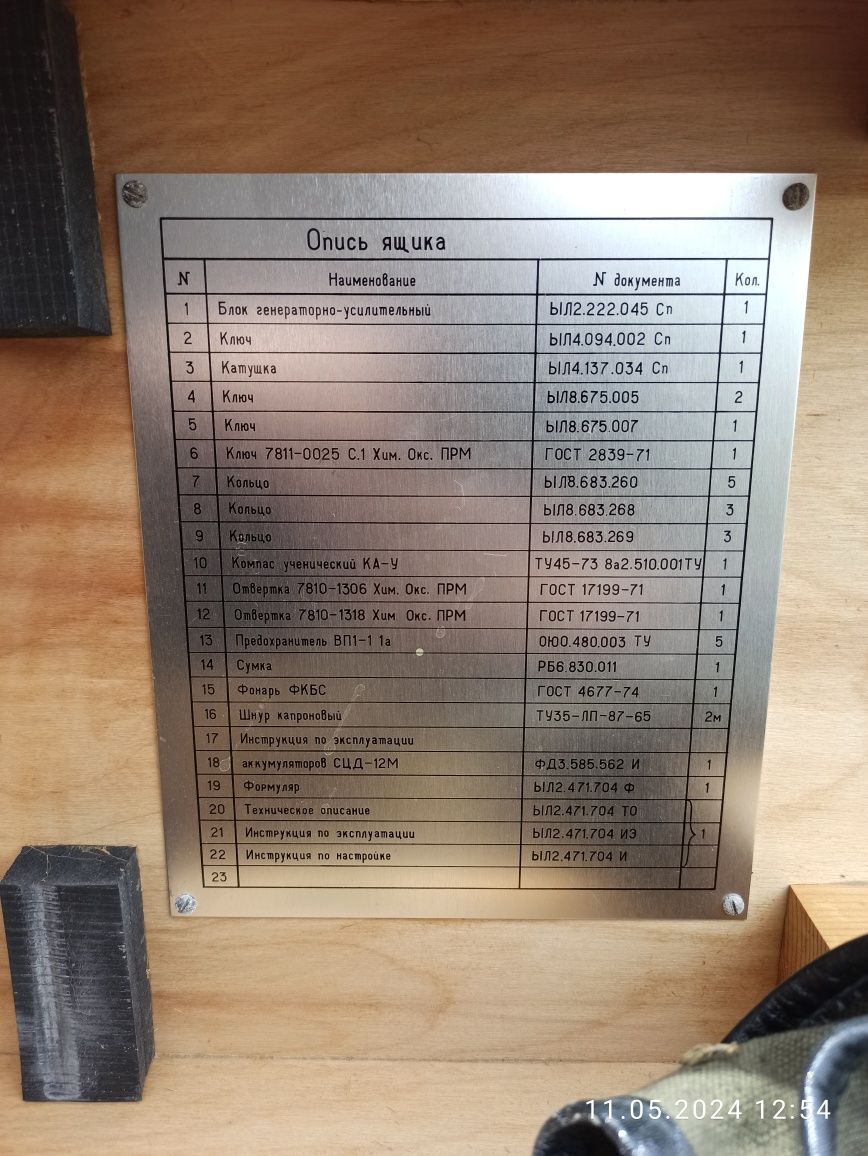 Опись ящика
N Наименование N документа Кол.
1 Блок генераторно-усилительный ЫЛ2.222.045 Сп 1
2 Ключ ЫЛ4.094.002 Сп 1
3 Катушка ЫЛ4.137.034 Сп 1
4 Ключ ЫЛ8.675.005 2
5 Ключ ЫЛ8.675.007 1
6 Ключ 7811-0025 С.1 Хим. Окс. ПРМ ГОСТ 2839-71 1
7 Кольцо ЫЛ8.683.260 5
8 Кольцо ЫЛ8.683.268 3
9 Кольцо ЫЛ8.683.269 3
10 Компас ученический КА-У ТУ45-73 8а2.510.001ТУ 1
11 Отвертка 7810-1306 Хим. Окс. ПРМ ГОСТ 17199-71 1
12 Отвертка 7810-1318 Хим Окс. ПРМ ГОСТ 17199-71 1
13 Предохранитель ВП1-1 1а ОЮ0.480.003 ТУ 5
14 Сумка РБ6.830.011 1
15 Фонарь ФКБС ГОСТ 4677-74 1
16 Шнур капроновый ТУ35-ЛП-87-65 2м
17 Инструкция по эксплуатации
18 аккумуляторов СЦД-12М ФД3.585.562 И 1
19 Формуляр ЫЛ2.471.704 Ф 1
20 Техническое описание ЫЛ2.471.704 ТО
21 Инструкция по эксплуатации ЫЛ2.471.704 ИЭ 1
22 Инструкция по настройке ЫЛ2.471.704 И
23
11.05.2024 12:54